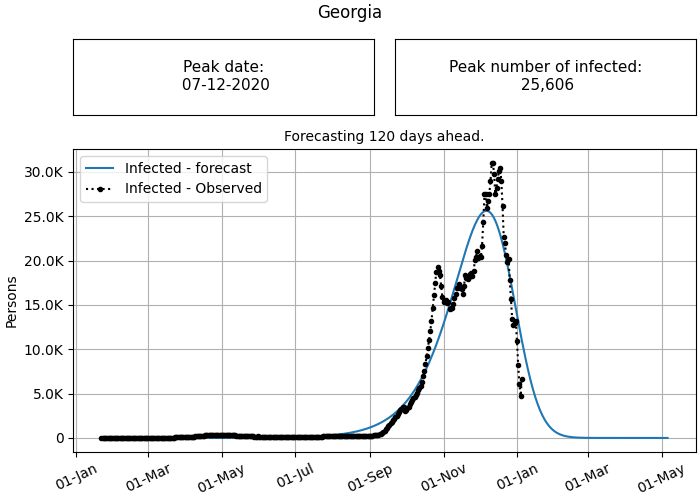 Georgia
Peak date:
07-12-2020
Peak number of infected:
25,606
Forecasting 120 days ahead.
Infected - forecast
Infected - Observed
30.0K
25.0K
20.0K
15.0K
10.0K
5.0K
0
Persons
01-Jan
01-Mar
01-May
01-Jul
01-Sep
01-Nov
01-Jan
01-Mar
01-May